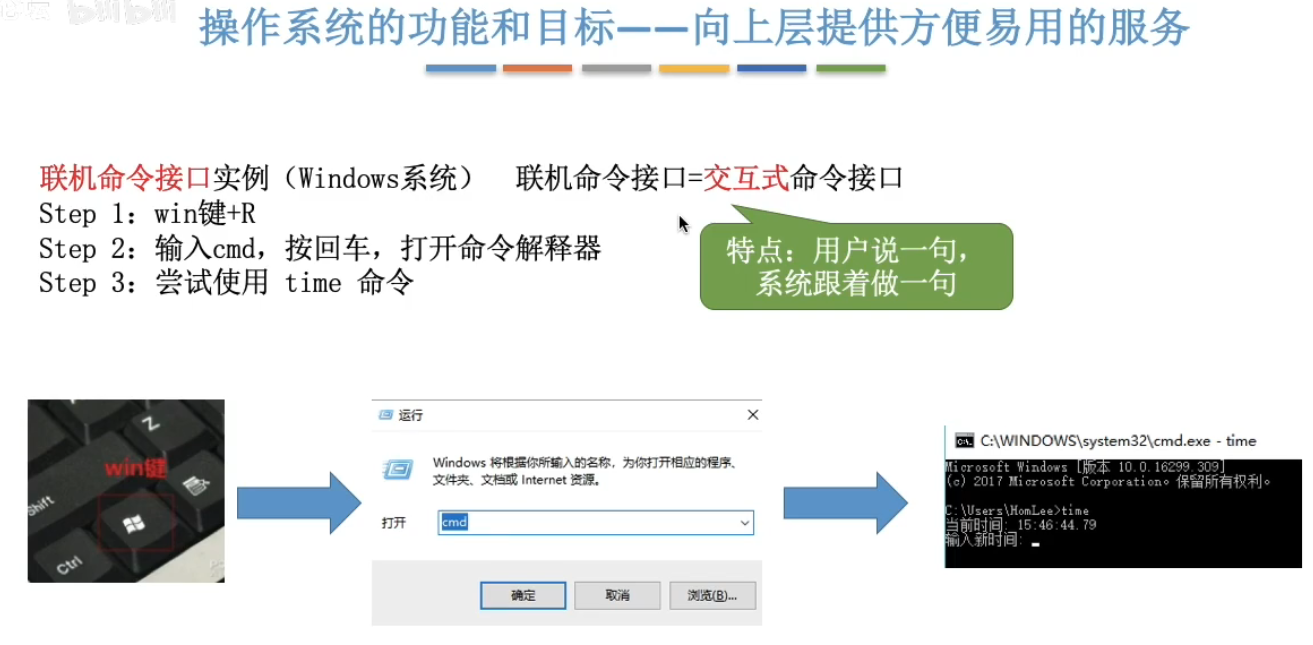 bilibili
操作系统的功能和目标——向上层提供方便易用的服务
联机命令接口实例（Windows系统） 联机命令接口=交互式命令接口
Step 1：win键+R
Step 2：输入cmd，按回车，打开命令解释器
Step 3：尝试使用 time 命令
特点：用户说一句，
系统跟着做一句
Z
win键
Shift
Ctrl
运行
Windows 将根据你所输入的名称，为你打开相应的程序、
文件夹、文档或 Internet 资源。
打开
cmd
确定 取消 浏览(B)...
C:\WINDOWS\system32\cmd.exe - time
Microsoft Windows [版本 10.0.16299.309]
(c) 2017 Microsoft Corporation。保留所有权利。
C:\Users\HomLee>time
当前时间: 15:46:44.79
输入新时间: